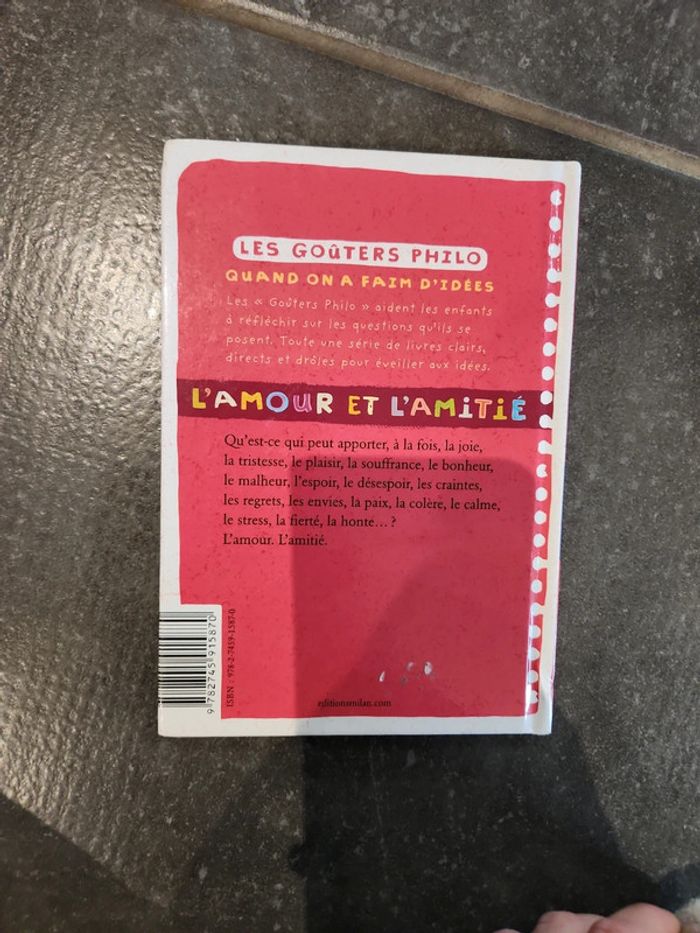 LES GOûTERS PHILO
QUAND ON A FAIM D'IDÉES
Les « Goûters Philo » aident les enfants
à réfléchir sur les questions qu'ils se
posent. Toute une série de livres clairs,
directs et drôles pour éveiller aux idées.
L'AMOUR ET L'AMITIÉ
Qu'est-ce qui peut apporter, à la fois, la joie,
la tristesse, le plaisir, la souffrance, le bonheur,
le malheur, l'espoir, le désespoir, les craintes,
les regrets, les envies, la paix, la colère, le calme,
le stress, la fierté, la honte… ?
L'amour. L'amitié.
ISBN : 978-2-7459-1587-0
9 782745 915870
editionsmilan.com